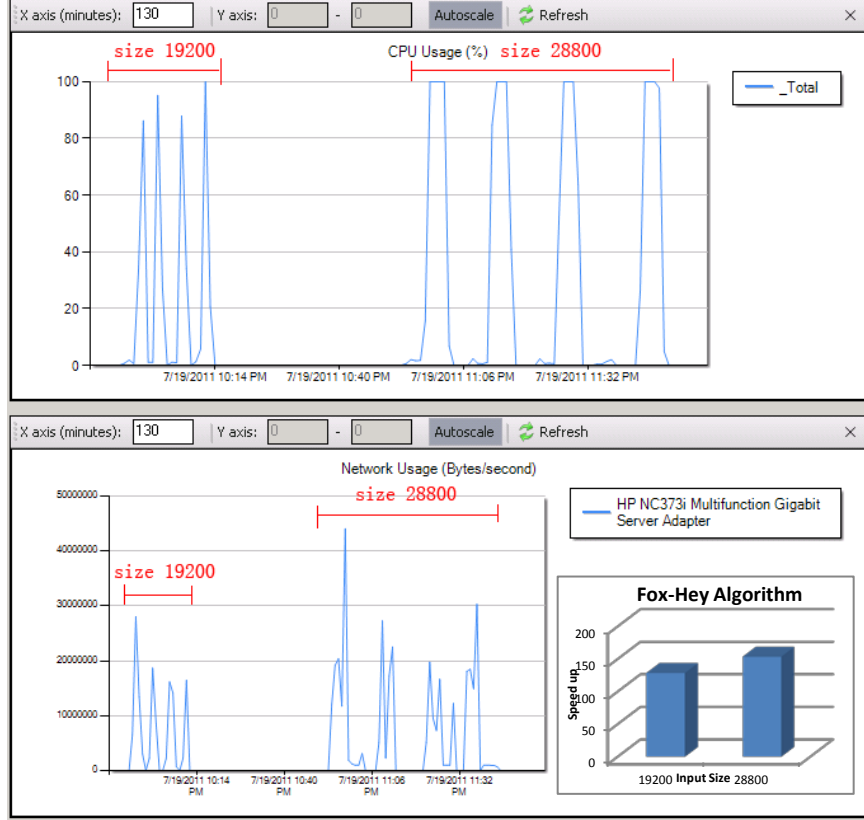 X axis (minutes): 130 Y axis: 0 - 0 Autoscale Refresh
size 19200 CPU Usage (%) size 28800
_Total
100
80
60
40
20
0
7/19/2011 10:14 PM 7/19/2011 10:40 PM 7/19/2011 11:06 PM 7/19/2011 11:32 PM
X axis (minutes): 130 Y axis: 0 - 0 Autoscale Refresh
Network Usage (Bytes/second)
size 28800
size 19200
HP NC373i Multifunction Gigabit
Server Adapter
50000000
40000000
30000000
20000000
10000000
0
7/19/2011 10:14
PM
7/19/2011 10:40
PM
7/19/2011 11:06
PM
7/19/2011 11:32
PM
Fox-Hey Algorithm
Speed up
200
150
100
50
0
19200 Input Size 28800